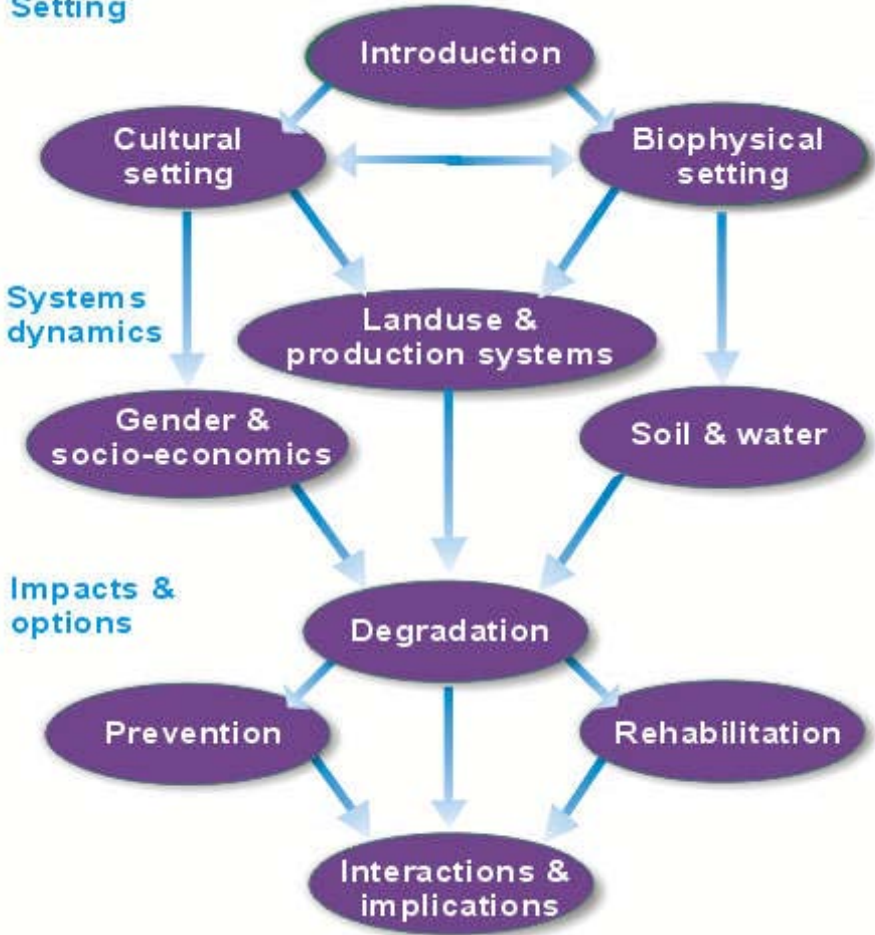 Setting
Introduction
Cultural
setting
Biophysical
setting
Systems
dynamics
Landuse &
production systems
Gender &
socio-economics
Soil & water
Impacts &
options
Degradation
Prevention
Rehabilitation
Interactions &
implications